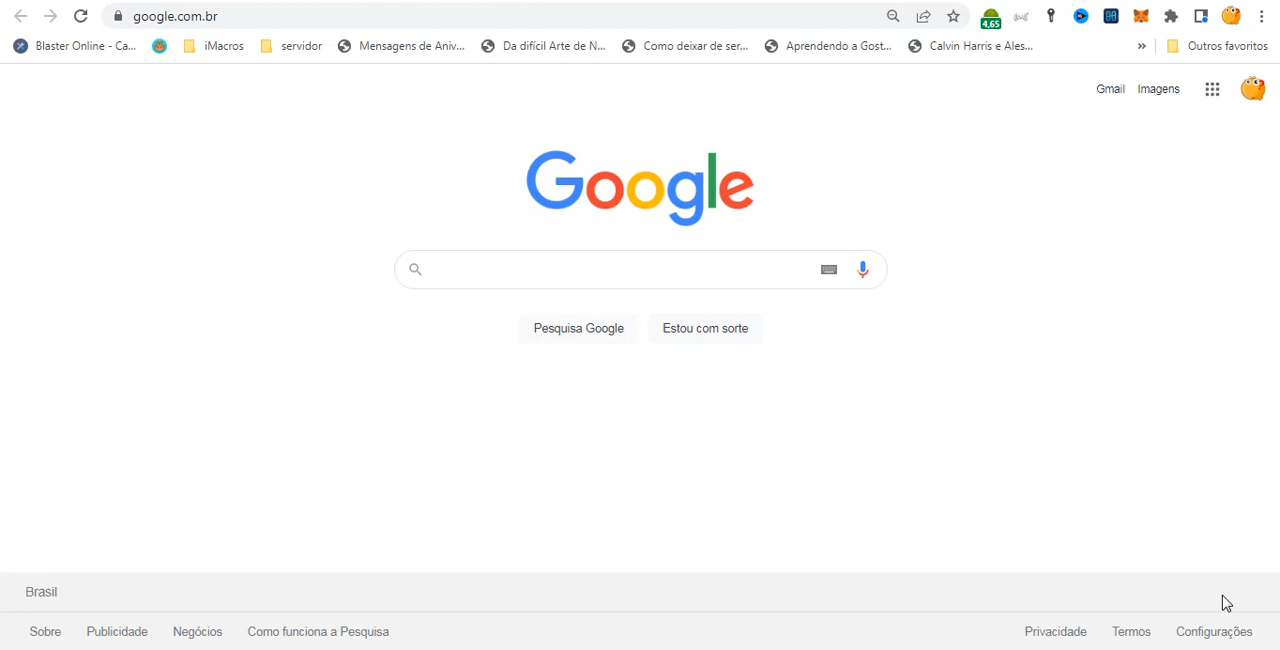 google.com.br
4,65
Blaster Online - Ca...
iMacros
servidor
Mensagens de Aniv...
Da difícil Arte de N...
Como deixar de ser...
Aprendendo a Gost...
Calvin Harris e Ales...
»
Outros favoritos
Gmail
Imagens
Google
Pesquisa Google
Estou com sorte
Brasil
Sobre
Publicidade
Negócios
Como funciona a Pesquisa
Privacidade
Termos
Configurações